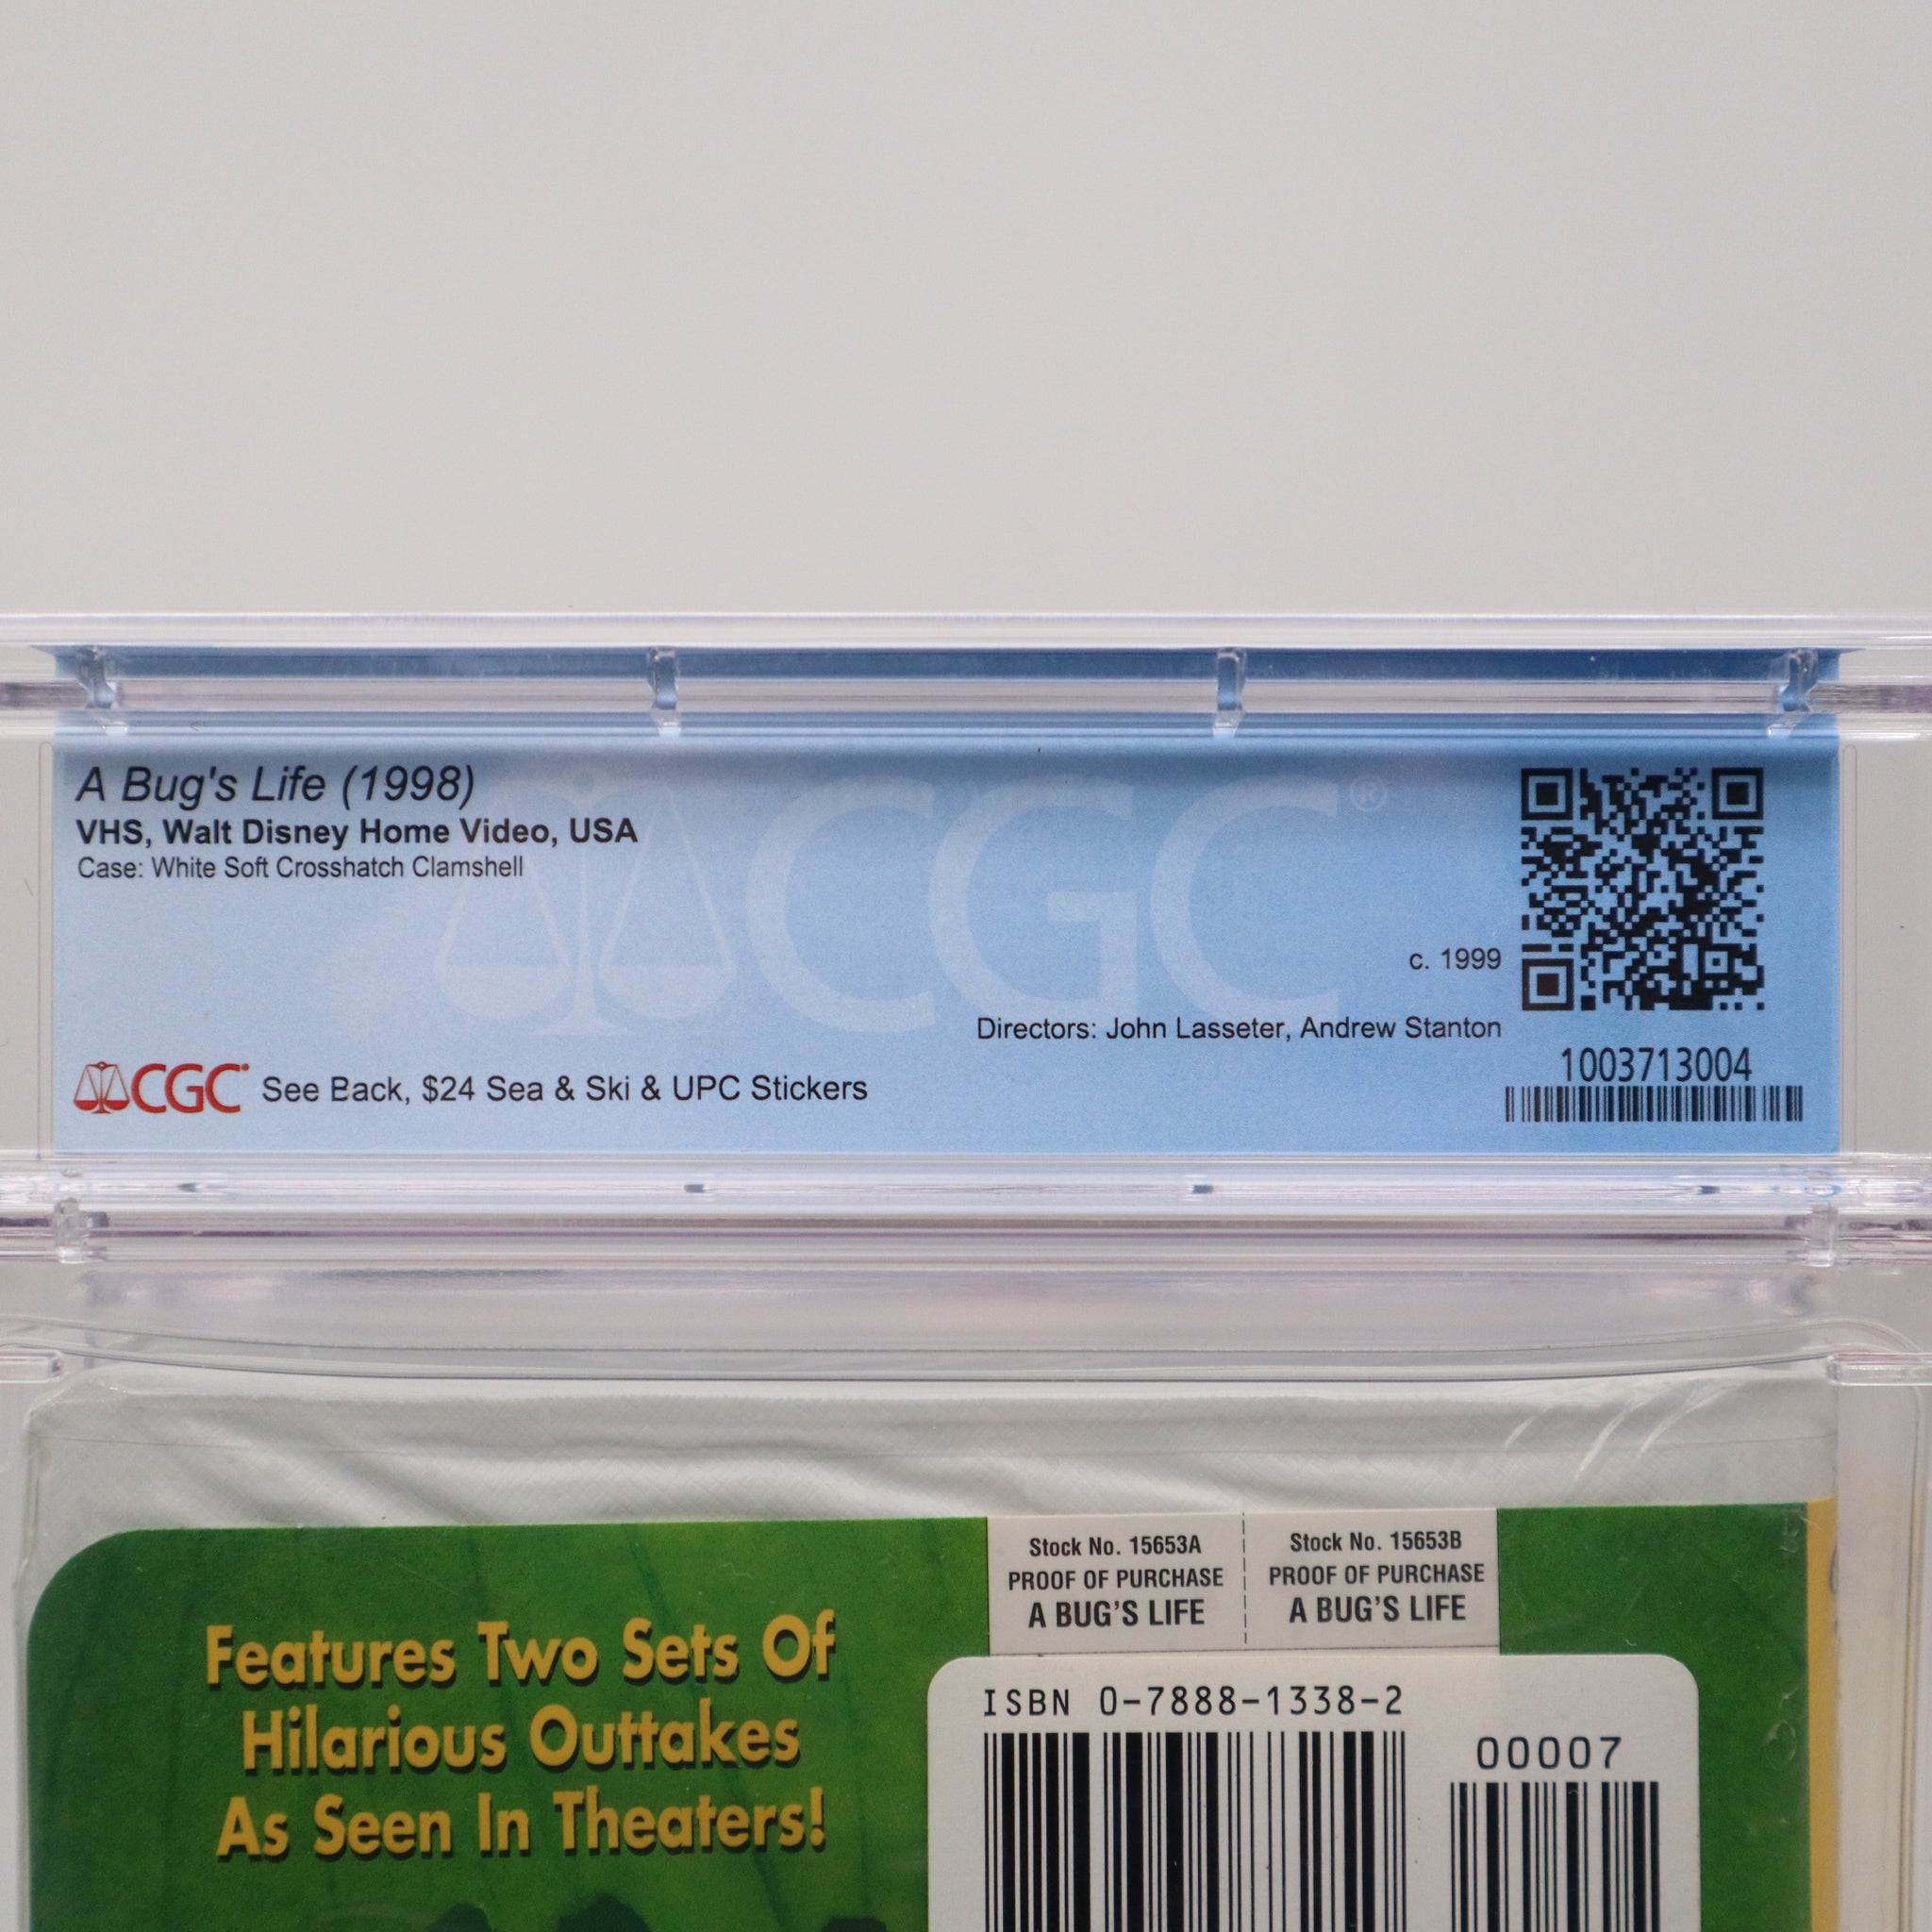 A Bug's Life (1998)
VHS, Walt Disney Home Video, USA
Case: White Soft Crosshatch Clamshell
CGC®
c. 1999
Directors: John Lasseter, Andrew Stanton
1003713004
CGC See Back, $24 Sea & Ski & UPC Stickers
Stock No. 15653A
PROOF OF PURCHASE
A BUG'S LIFE
Stock No. 15653B
PROOF OF PURCHASE
A BUG'S LIFE
Features Two Sets Of
Hilarious Outtakes
As Seen In Theaters!
ISBN 0-7888-1338-2
00007